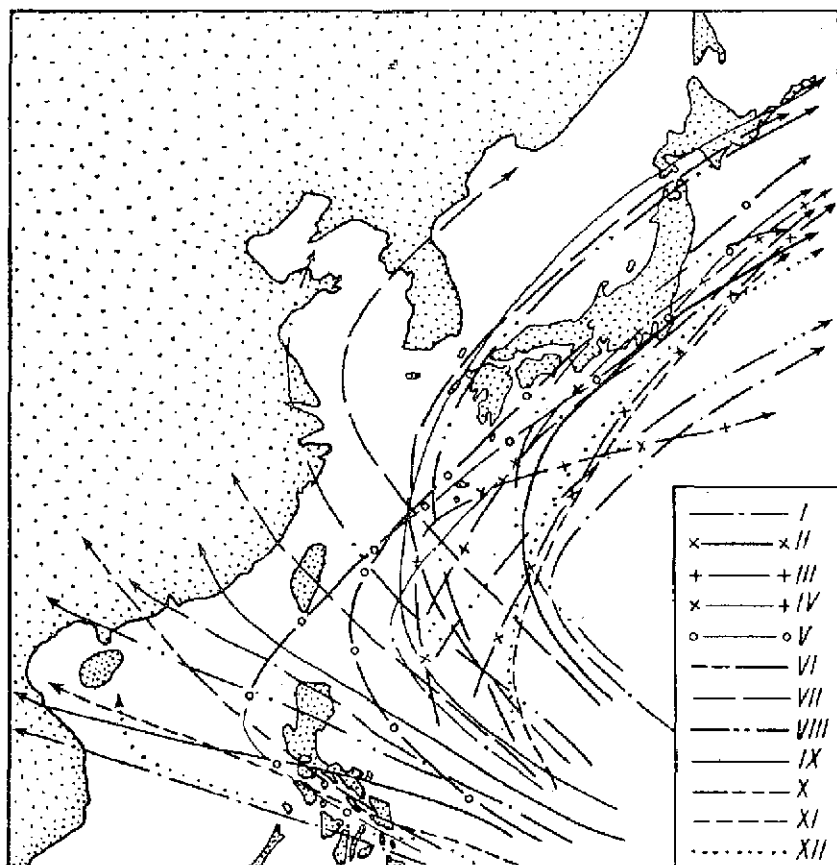 I
x x II
+ + III
x + IV
o o V
VI
VII
VIII
IX
X
XI
XII